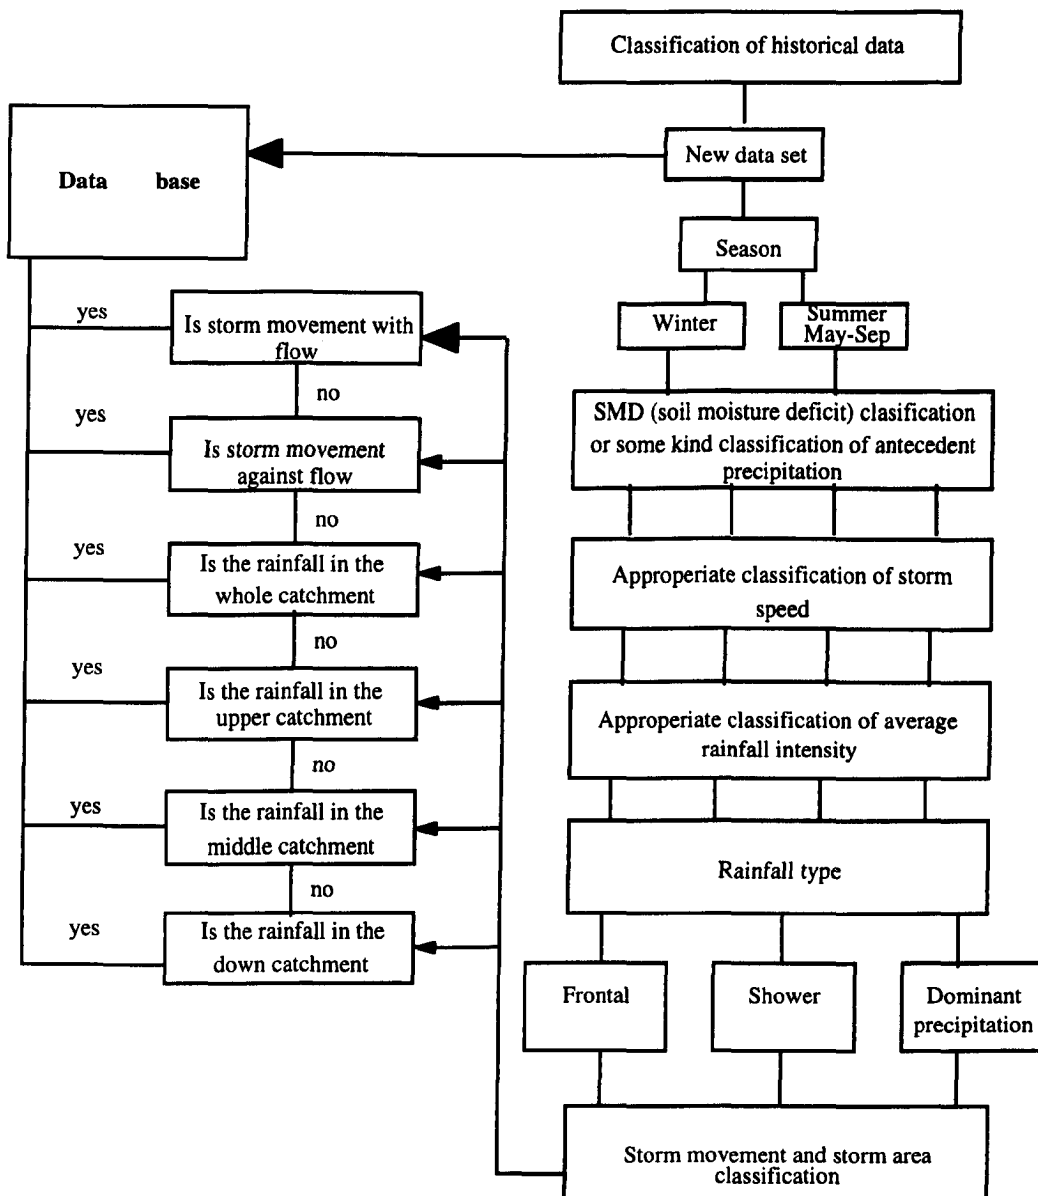 Classification of historical data
New data set
Data base
Season
Winter
Summer
May-Sep
SMD (soil moisture deficit) clasification
or some kind classification of antecedent
precipitation
Approperiate classification of storm
speed
Approperiate classification of average
rainfall intensity
Rainfall type
Frontal
Shower
Dominant
precipitation
Storm movement and storm area
classification
yes
Is storm movement with
flow
no
yes
Is storm movement
against flow
no
yes
Is the rainfall in the
whole catchment
no
yes
Is the rainfall in the
upper catchment
no
yes
Is the rainfall in the
middle catchment
no
yes
Is the rainfall in the
down catchment